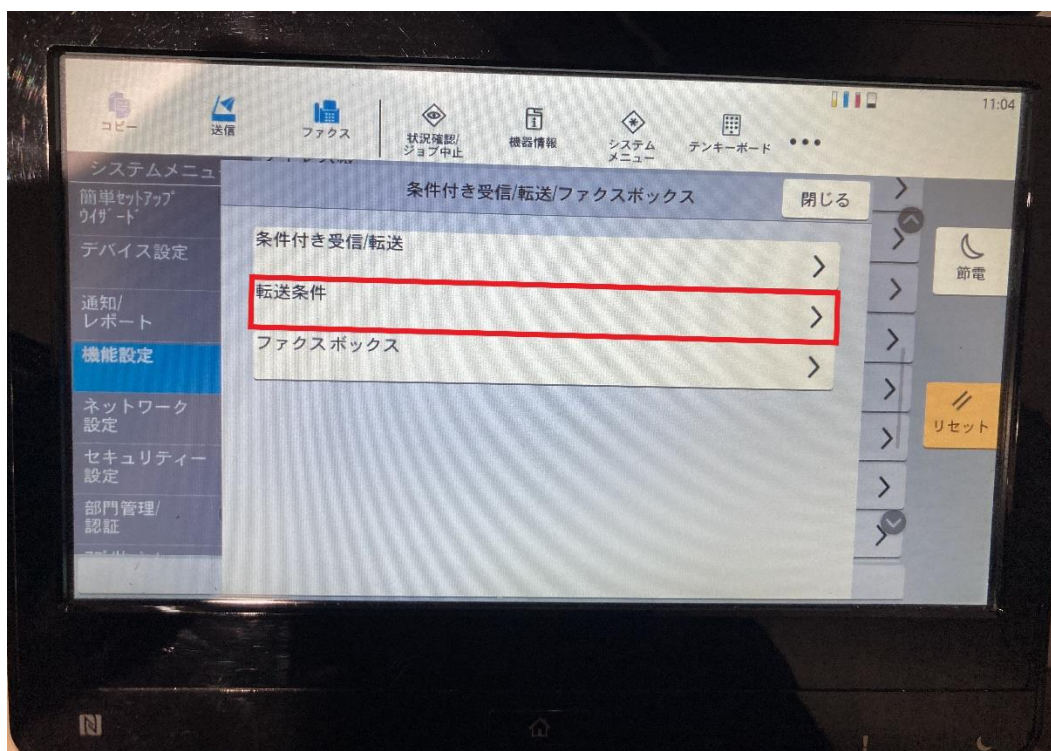 11:04
コピー
送信
ファクス
状況確認/
ジョブ中止
機器情報
システム
メニュー
テンキーボード
システムメニュ
簡単セットアップ
ウィザード
デバイス設定
通知/
レポート
機能設定
ネットワーク
設定
セキュリティー
設定
部門管理/
認証
条件付き受信/転送/ファクスボックス
閉じる
条件付き受信/転送
転送条件
ファクスボックス
節電
リセット